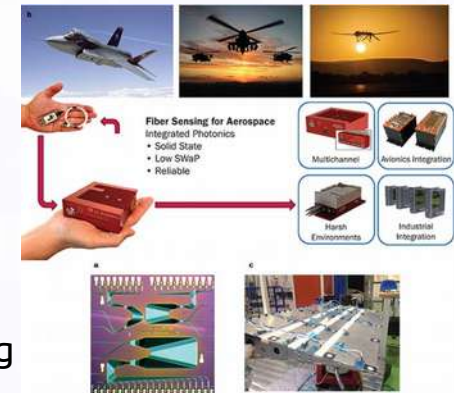 b
Fiber Sensing for Aerospace
Integrated Photonics
• Solid State
• Low SWaP
• Reliable
Multichannel
Avionics Integration
Harsh
Environments
Industrial
Integration
a
c
g